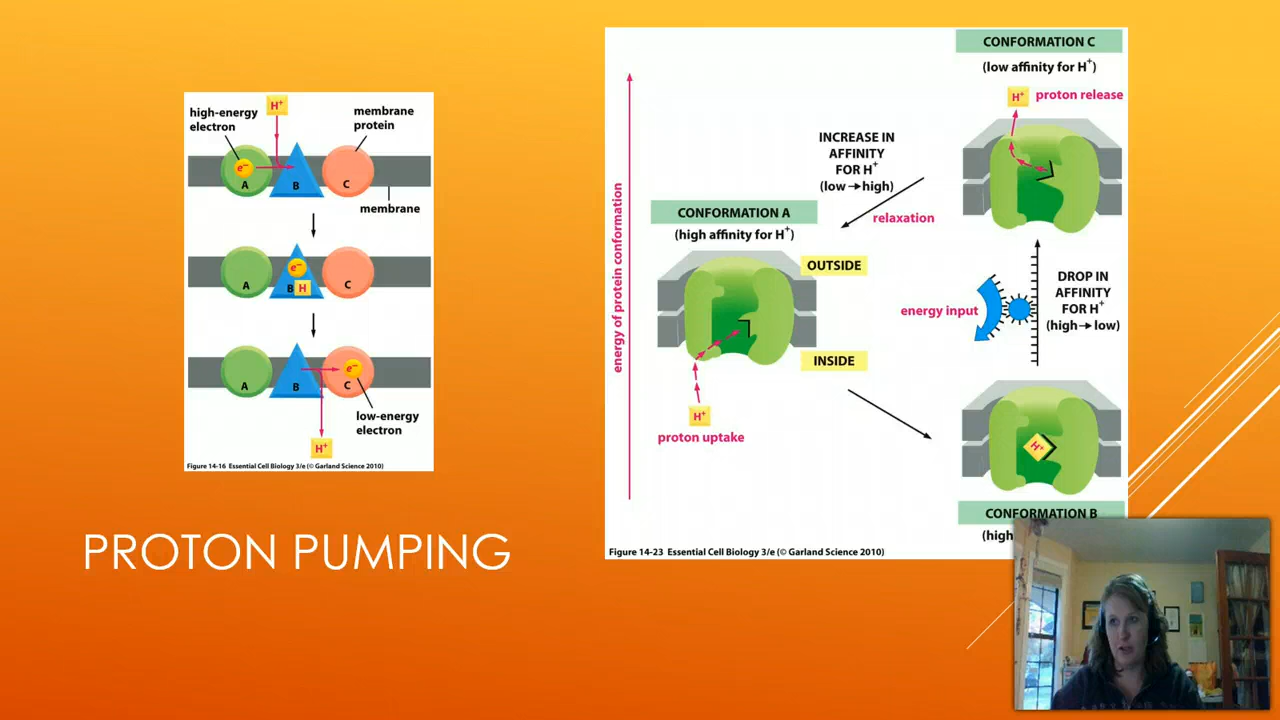 H+
high-energy
electron
membrane
protein
e-
A
B
C
membrane
e-
A
B H
C
e-
A
B
C
low-energy
electron
H+
Figure 14-16 Essential Cell Biology 3/e (© Garland Science 2010)
PROTON PUMPING
CONFORMATION C
(low affinity for H+)
H+ proton release
INCREASE IN
AFFINITY
FOR H+
(low→high)
relaxation
energy of protein conformation
CONFORMATION A
(high affinity for H+)
OUTSIDE
INSIDE
H+
proton uptake
energy input
DROP IN
AFFINITY
FOR H+
(high→low)
H+
CONFORMATION B
(high
Figure 14-23 Essential Cell Biology 3/e (© Garland Science 2010)